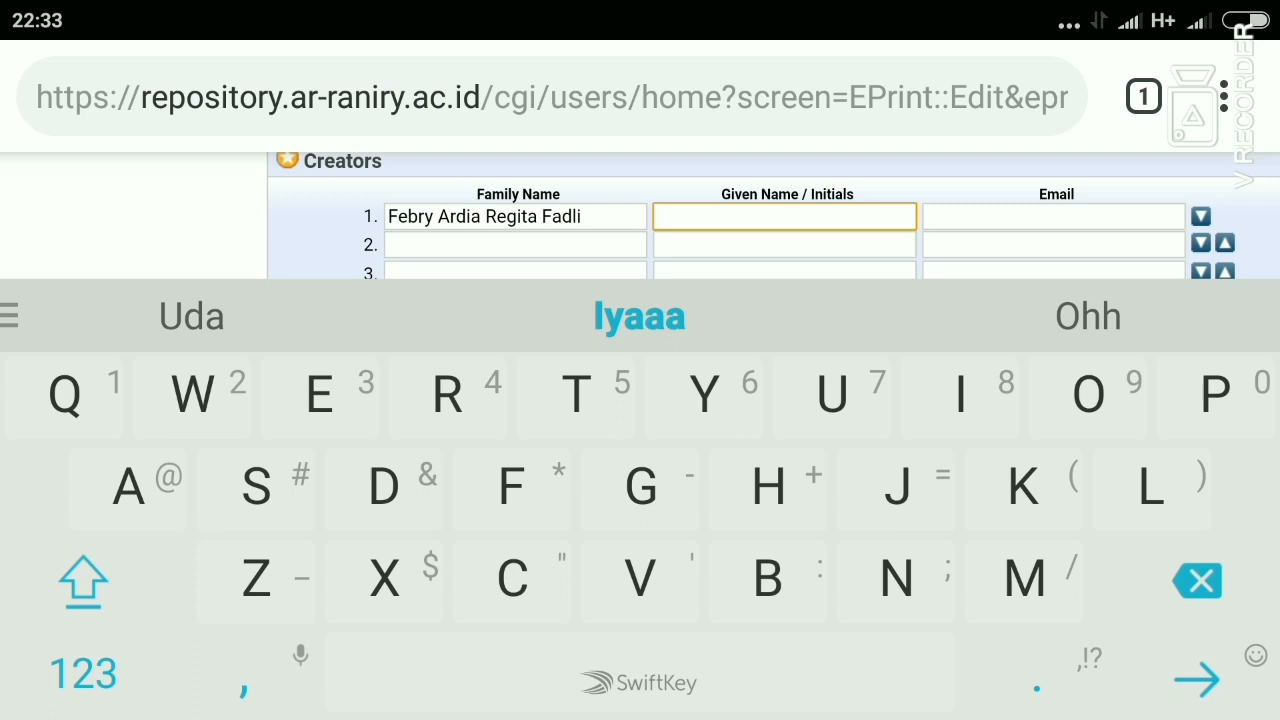 22:33 ... H+
https://repository.ar-raniry.ac.id/cgi/users/home?screen=EPrint::Edit&epr 1
V RECORDER
Creators
Family Name Given Name / Initials Email
1. Febry Ardia Regita Fadli
2.
3.
Uda Iyaaa Ohh
Q 1 W 2 E 3 R 4 T 5 Y 6 U 7 I 8 O 9 P 0
A @ S # D & F * G - H + J = K ( L )
Z – X $ C " V ' B : N ; M /
123 , SwiftKey . ,!?